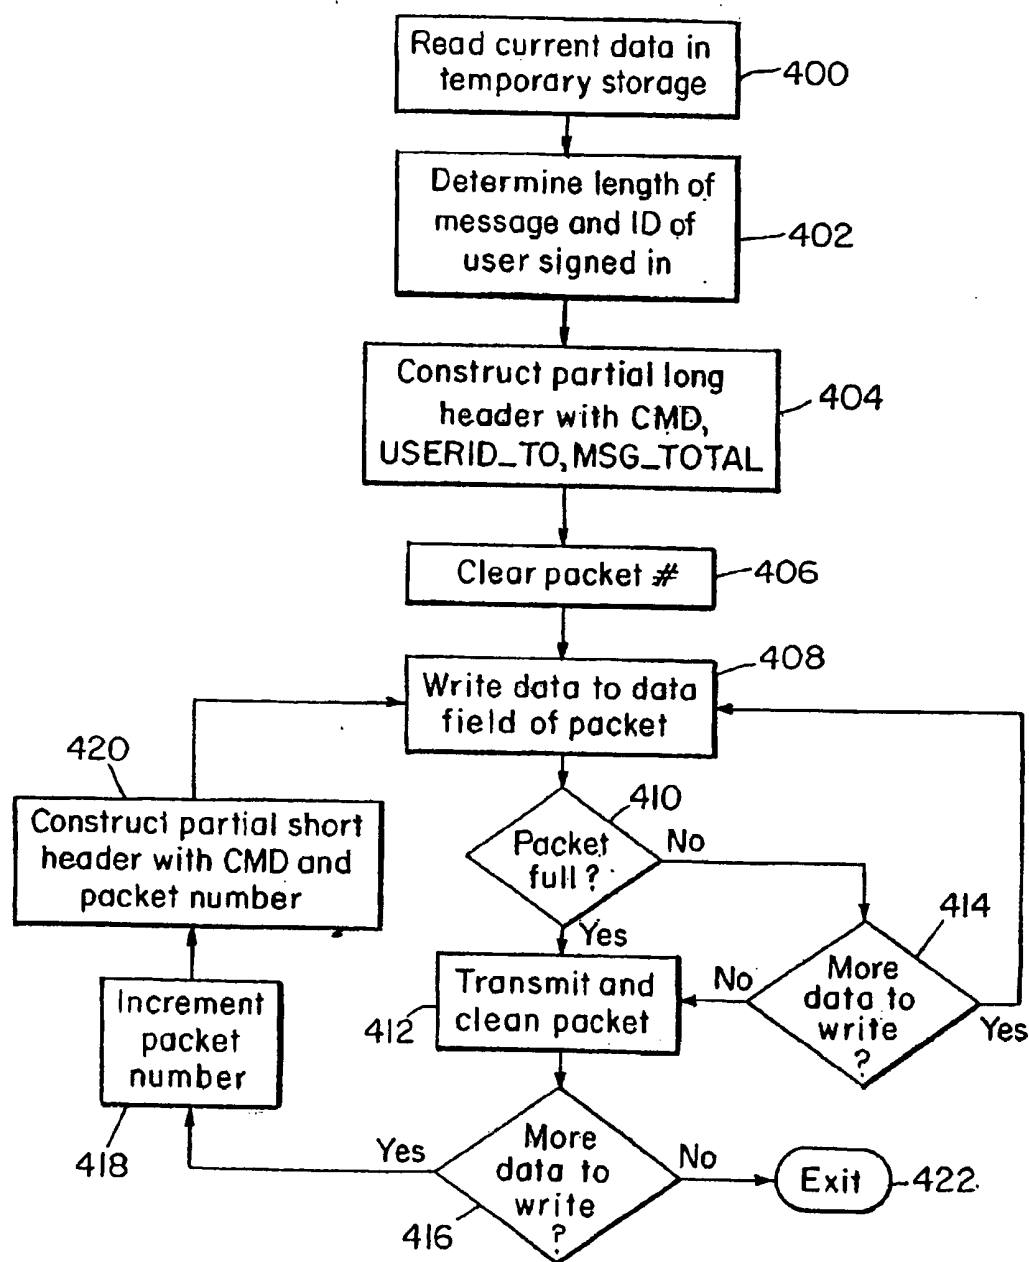 Read current data in
temporary storage
400
Determine length of
message and ID of
user signed in
402
Construct partial long
header with CMD,
USERID_TO, MSG_TOTAL
404
Clear packet #
406
Write data to data
field of packet
408
Packet
full ?
410
No
Yes
More
data to
write
?
414
No
Yes
Transmit and
clean packet
412
More
data to
write
?
416
Yes
No
Increment
packet
number
418
Construct partial short
header with CMD and
packet number
420
Exit
422